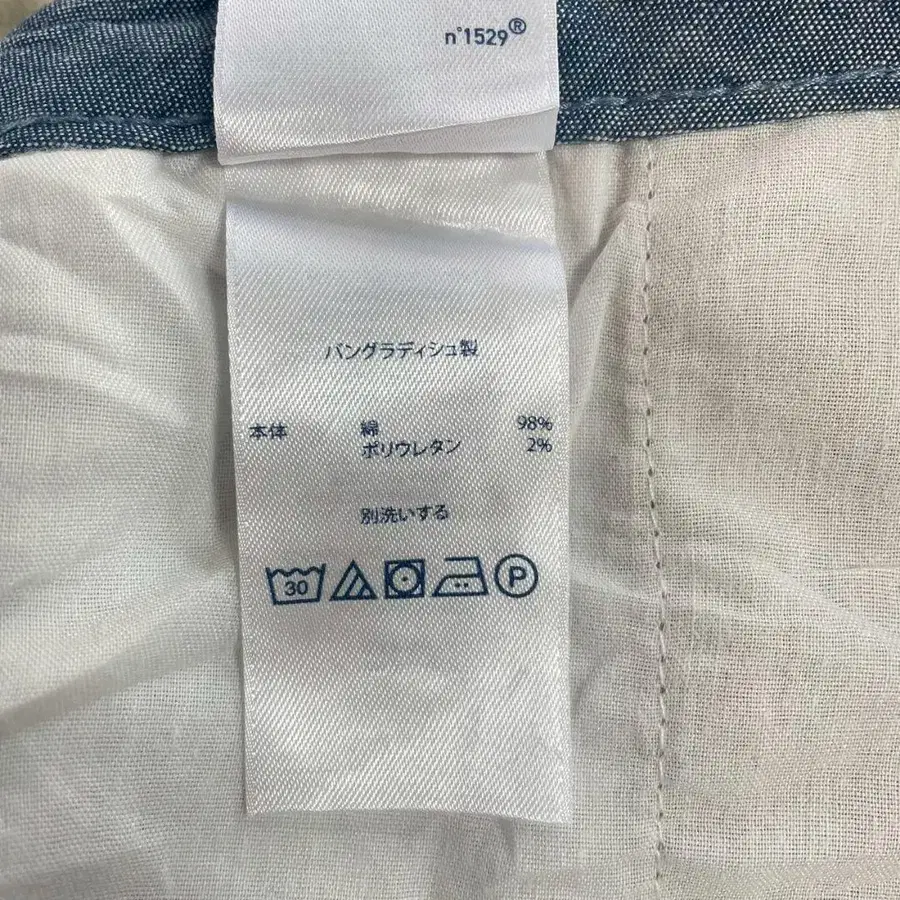 n°1529®
バングラディシュ製
本体 綿 98%
ポリウレタン 2%
別洗いする
30 P